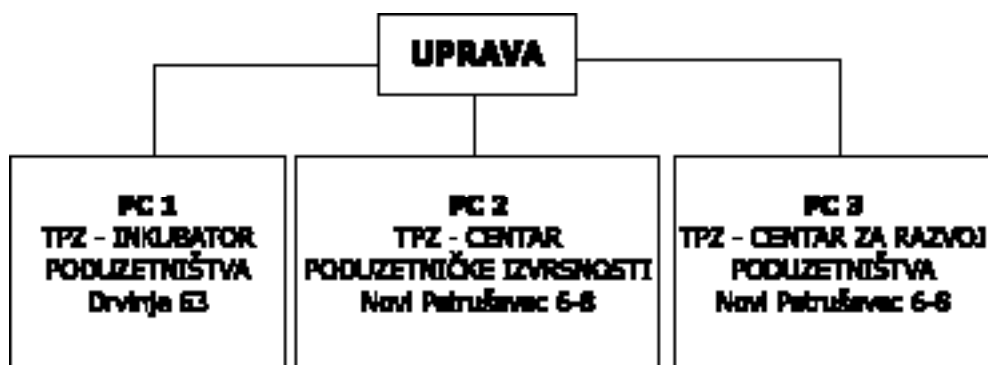 UPRAVA
PC 1
TPZ - INKUBATOR
PODUZETNIŠTVA
Drvinje 63
PC 2
TPZ - CENTAR
PODUZETNIČKE IZVRSNOSTI
Novi Petruševec 6-8
PC 3
TPZ - CENTAR ZA RAZVOJ
PODUZETNIŠTVA
Novi Petruševec 6-8